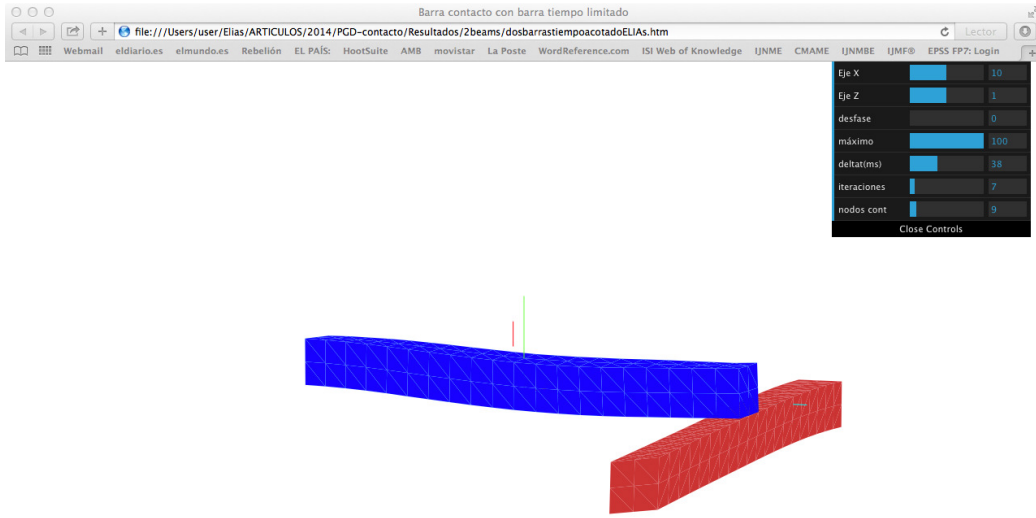 Barra contacto con barra tiempo limitado
file:///Users/user/Elias/ARTICULOS/2014/PGD-contacto/Resultados/2beams/dosbarrastiempoacotadoELIAs.htm Lector
Webmail eldiario.es elmundo.es Rebelión EL PAÍS: HootSuite AMB movistar La Poste WordReference.com ISI Web of Knowledge IJNME CMAME IJNMBE IJMF® EPSS FP7: Login
Eje X 10
Eje Z 1
desfase 0
máximo 100
deltat(ms) 38
iteraciones 7
nodos cont 9
Close Controls